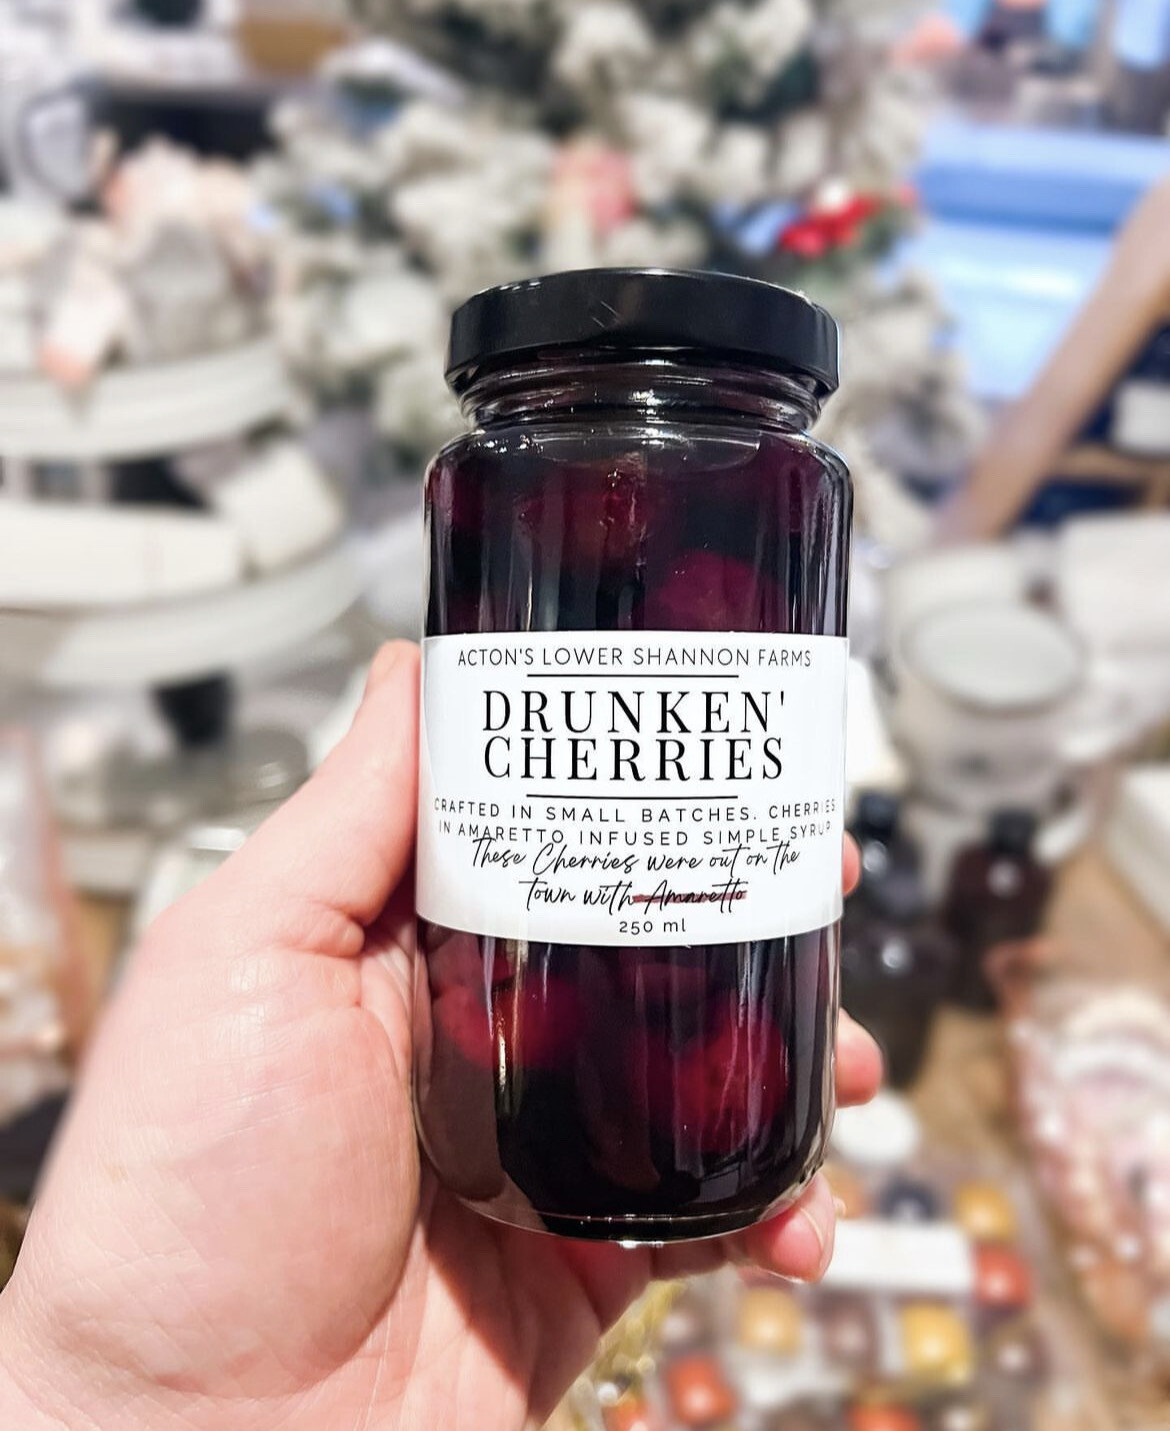 ACTON'S LOWER SHANNON FARMS
DRUNKEN'
CHERRIES
CRAFTED IN SMALL BATCHES. CHERRIES
IN AMARETTO INFUSED SIMPLE SYRUP
These Cherries were out on the
town with Amaretto
250 ml